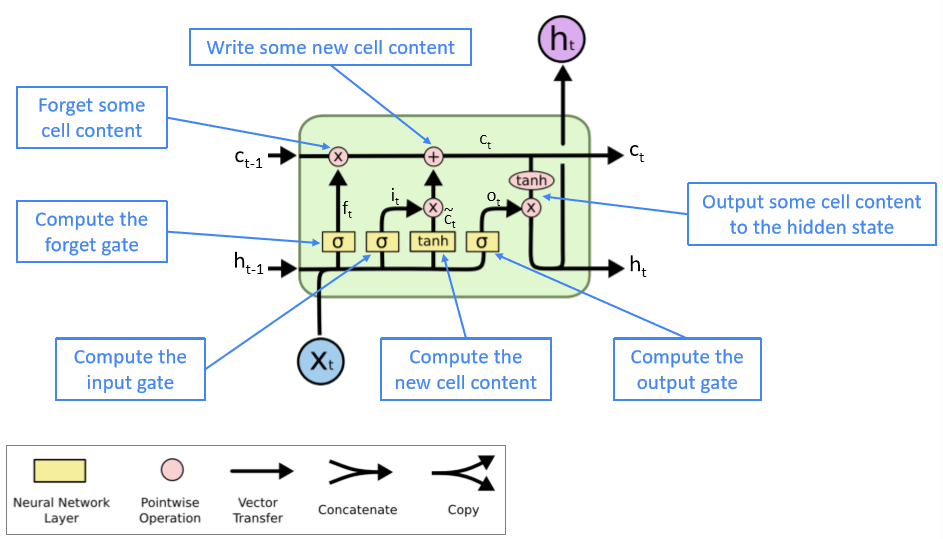 Write some new cell content
h_t
Forget some
cell content
c_{t-1}
x
+
c_t
c_t
tanh
Compute the
forget gate
f_t
i_t
x
c̃_t
o_t
x
Output some cell content
to the hidden state
σ
σ
tanh
σ
h_{t-1}
h_t
Compute the
input gate
X_t
Compute the
new cell content
Compute the
output gate
Neural Network
Layer
Pointwise
Operation
Vector
Transfer
Concatenate
Copy